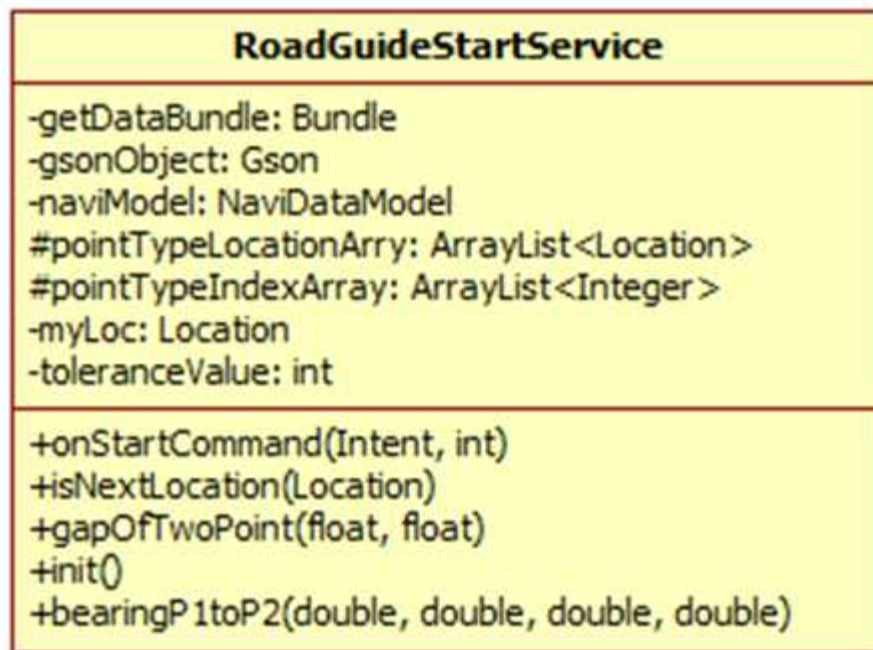 RoadGuideStartService
-getDataBundle: Bundle
-gsonObject: Gson
-naviModel: NaviDataModel
#pointTypeLocationArry: ArrayList<Location>
#pointTypeIndexArray: ArrayList<Integer>
-myLoc: Location
-toleranceValue: int
+onStartCommand(Intent, int)
+isNextLocation(Location)
+gapOfTwoPoint(float, float)
+init()
+bearingP1toP2(double, double, double, double)